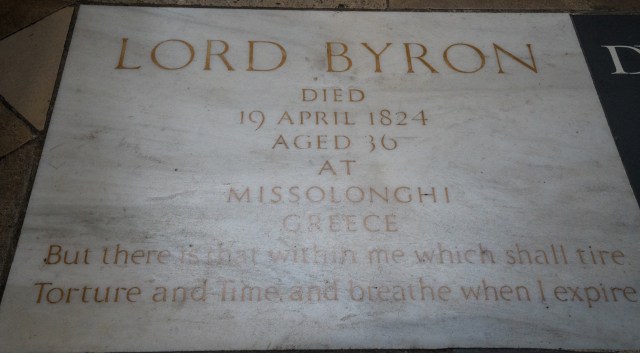 LORD BYRON
DIED
19 APRIL 1824
AGED 36
AT
MISSOLONGHI
GREECE
But there is that within me which shall tire
Torture and Time, and breathe when I expire
D